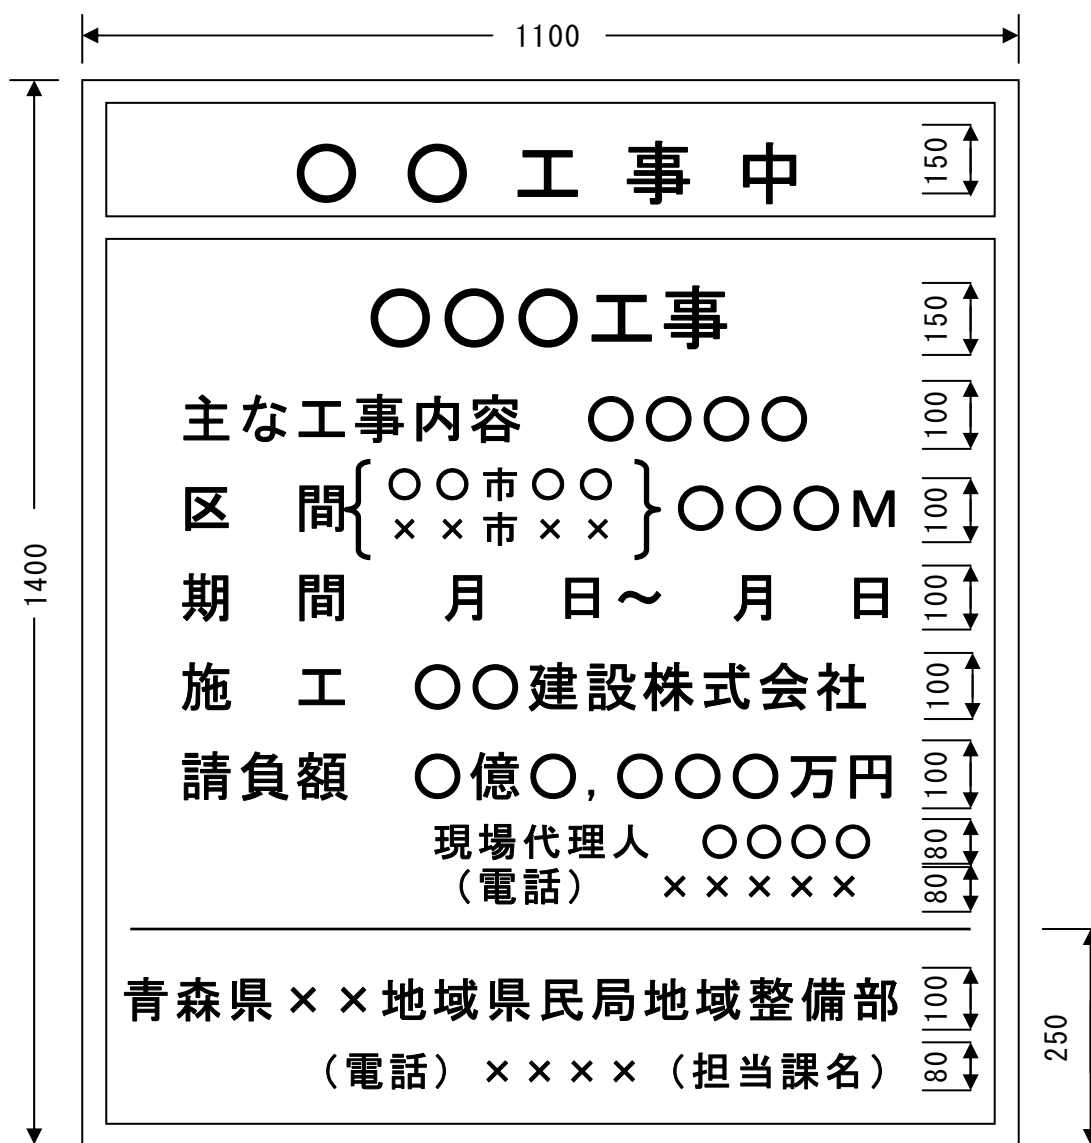 1100
○○工事中
150
○○○工事
150
主な工事内容　○○○○
100
区　間{○○市○○
××市××}○○○M
100
期　間　　月　日～　月　日
100
1400
施　工　○○建設株式会社
100
請負額　○億○,○○○万円
100
現場代理人　○○○○
80
（電話）　×××××
80
青森県××地域県民局地域整備部
100
250
（電話）××××（担当課名）
80